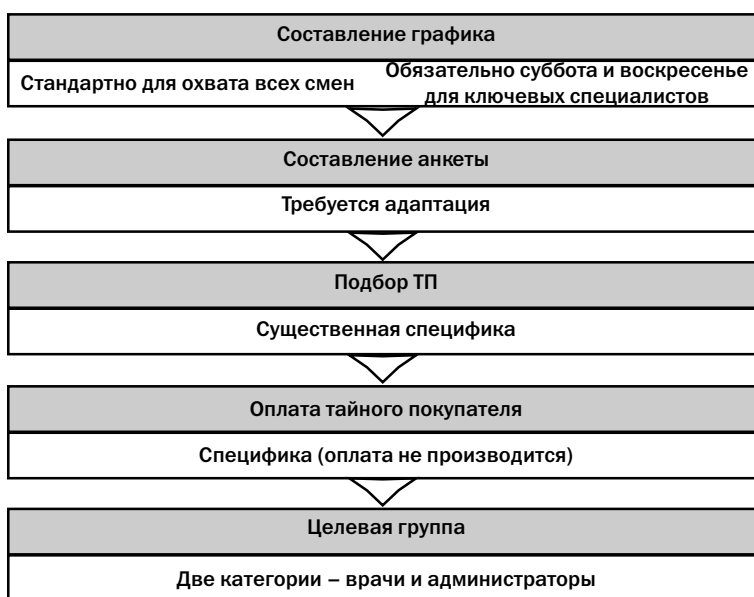 Составление графика
Стандартно для охвата всех смен
Обязательно суббота и воскресенье
для ключевых специалистов
Составление анкеты
Требуется адаптация
Подбор ТП
Существенная специфика
Оплата тайного покупателя
Специфика (оплата не производится)
Целевая группа
Две категории – врачи и администраторы